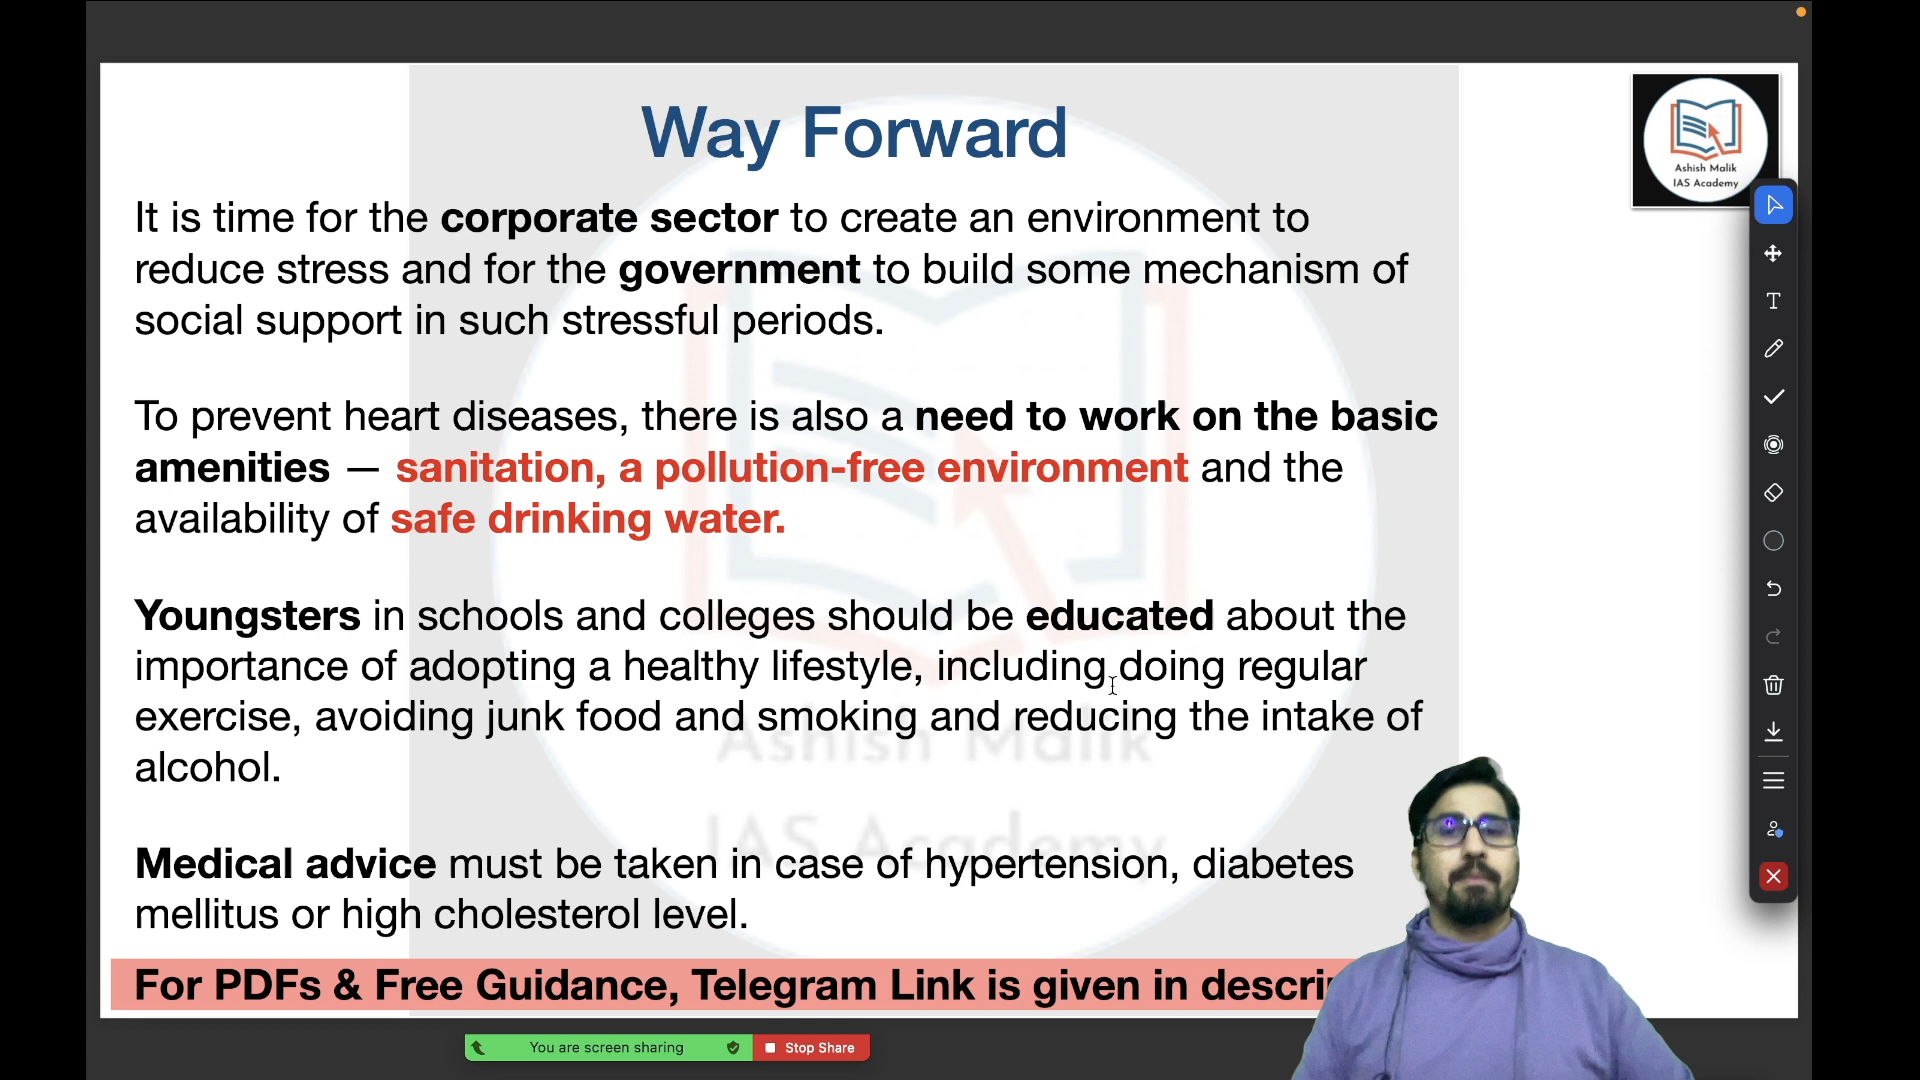 Way Forward
Ashish Malik
IAS Academy
It is time for the corporate sector to create an environment to
reduce stress and for the government to build some mechanism of
social support in such stressful periods.
To prevent heart diseases, there is also a need to work on the basic
amenities — sanitation, a pollution-free environment and the
availability of safe drinking water.
Youngsters in schools and colleges should be educated about the
importance of adopting a healthy lifestyle, including doing regular
exercise, avoiding junk food and smoking and reducing the intake of
alcohol.
Ashish Malik
IAS Academy
Medical advice must be taken in case of hypertension, diabetes
mellitus or high cholesterol level.
For PDFs & Free Guidance, Telegram Link is given in descri
You are screen sharing
Stop Share